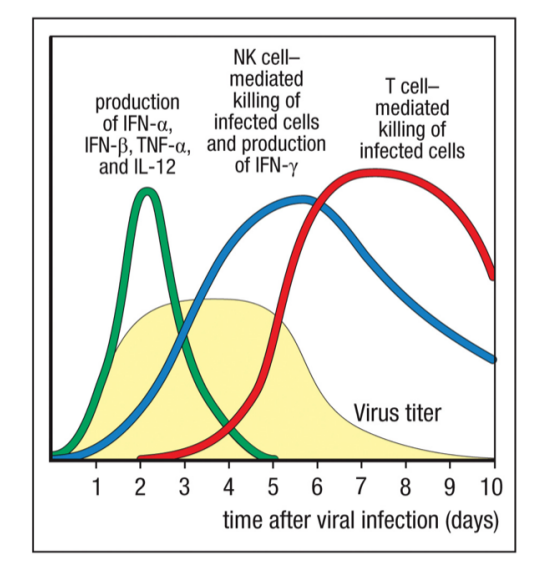 production
of IFN-α,
IFN-β, TNF-α,
and IL-12
NK cell–
mediated
killing of
infected cells
and production
of IFN-γ
T cell–
mediated
killing of
infected cells
Virus titer
1 2 3 4 5 6 7 8 9 10
time after viral infection (days)